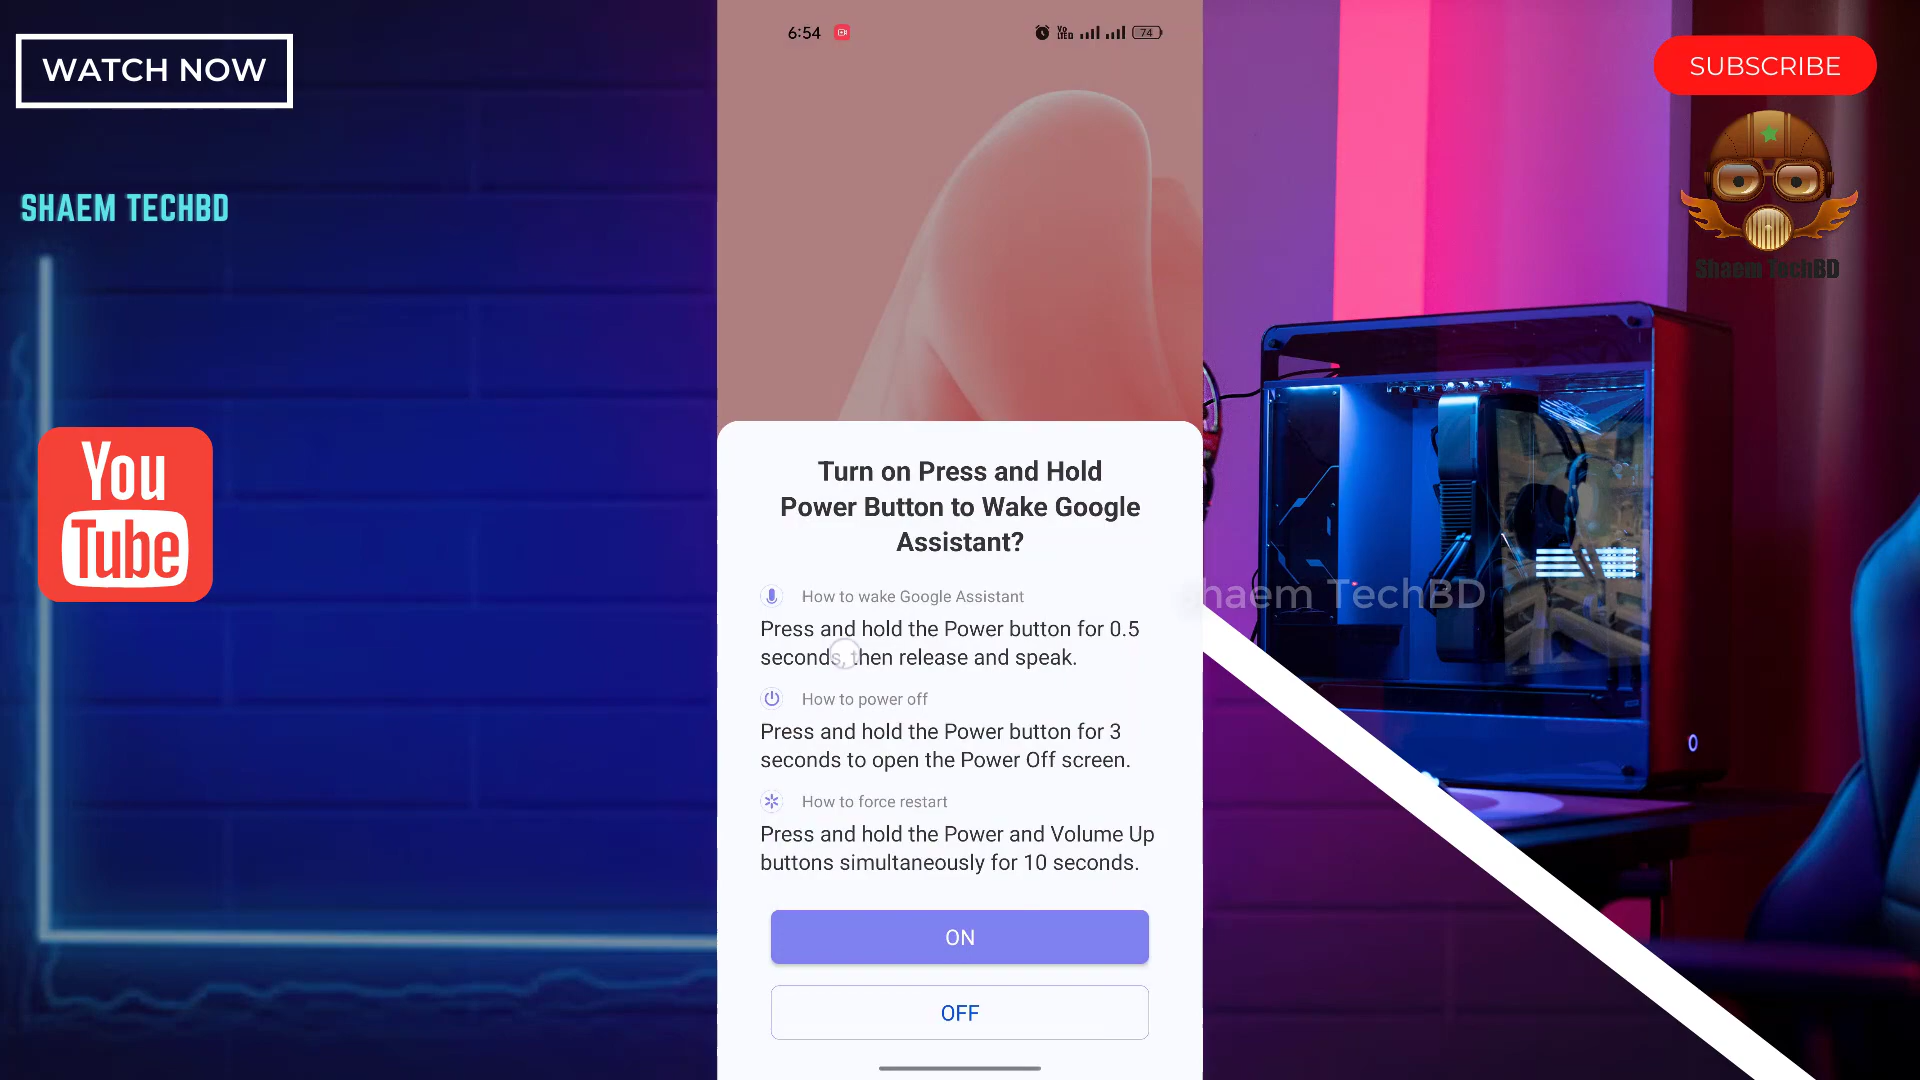 WATCH NOW
6:54
Vo
LTE
74
SUBSCRIBE
SHAEM TECHBD
Shaem TechBD
You
Tube
Turn on Press and Hold
Power Button to Wake Google
Assistant?
How to wake Google Assistant
Press and hold the Power button for 0.5
seconds, then release and speak.
Shaem TechBD
How to power off
Press and hold the Power button for 3
seconds to open the Power Off screen.
How to force restart
Press and hold the Power and Volume Up
buttons simultaneously for 10 seconds.
ON
OFF